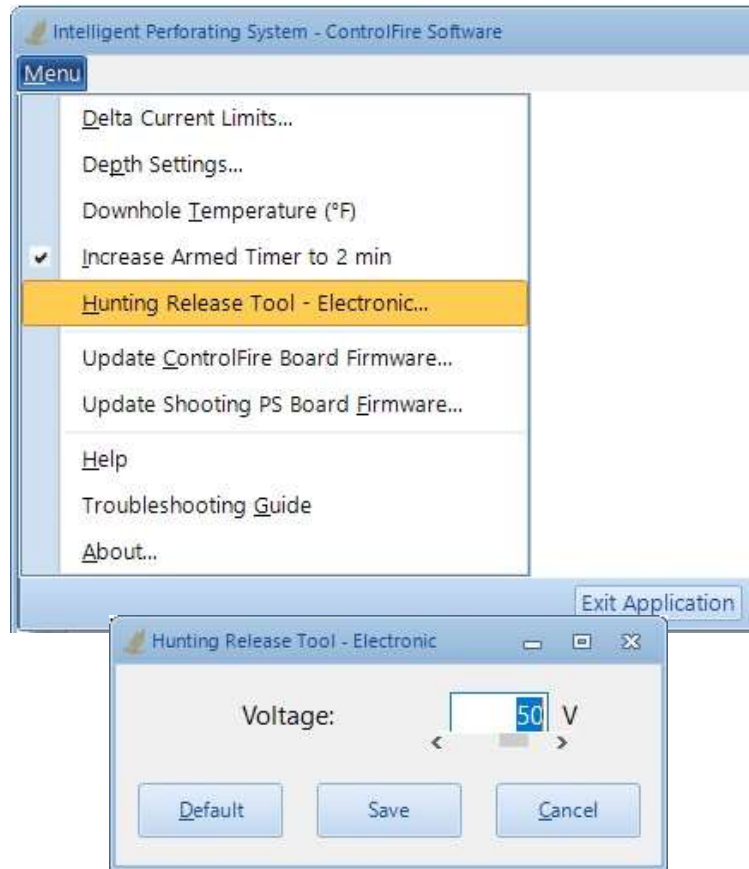 Intelligent Perforating System - ControlFire Software
Menu
Delta Current Limits...
Depth Settings...
Downhole Temperature (°F)
Increase Armed Timer to 2 min
Hunting Release Tool - Electronic...
Update ControlFire Board Firmware...
Update Shooting PS Board Firmware...
Help
Troubleshooting Guide
About...
Exit Application
Hunting Release Tool - Electronic
Voltage: 50 V
Default Save Cancel